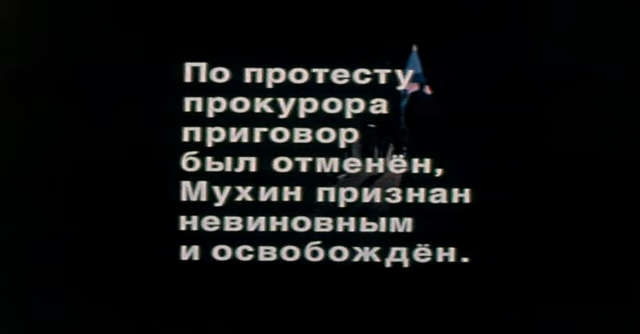 По протесту
прокурора
приговор
был отменён,
Мухин признан
невиновным
и освобождён.